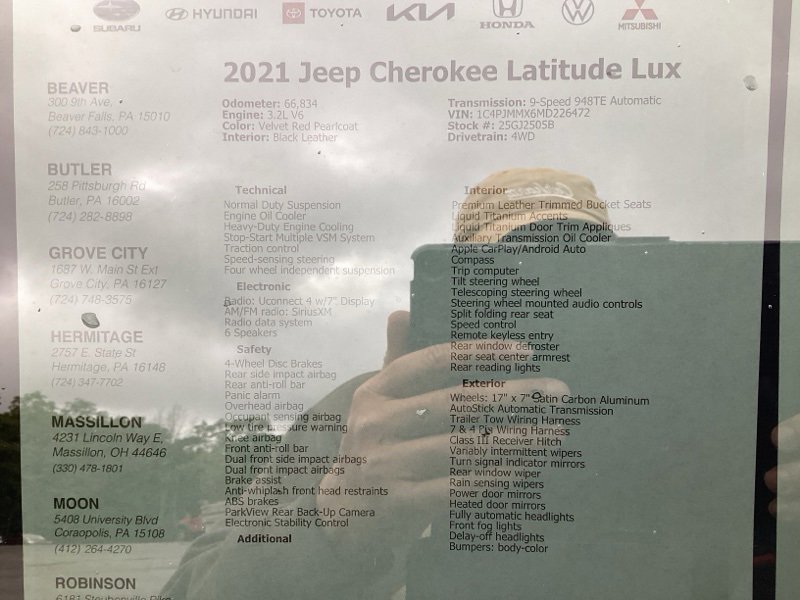 SUBARU
HYUNDAI
TOYOTA
KIA
HONDA
MITSUBISHI
2021 Jeep Cherokee Latitude Lux
Odometer: 66,834
Engine: 3.2L V6
Color: Velvet Red Pearlcoat
Interior: Black Leather
Transmission: 9-Speed 948TE Automatic
VIN: 1C4PJMMX6MD226472
Stock #: 25GJ2505B
Drivetrain: 4WD
BEAVER
300 9th Ave,
Beaver Falls, PA 15010
(724) 843-1000
BUTLER
258 Pittsburgh Rd
Butler, PA 16002
(724) 282-8898
GROVE CITY
1687 W. Main St Ext
Grove City, PA 16127
(724) 748-3575
HERMITAGE
2757 E. State St
Hermitage, PA 16148
(724) 347-7702
MASSILLON
4231 Lincoln Way E,
Massillon, OH 44646
(330) 478-1801
MOON
5408 University Blvd
Coraopolis, PA 15108
(412) 264-4270
ROBINSON
6181 Steubenville Pike
Technical
Normal Duty Suspension
Engine Oil Cooler
Heavy-Duty Engine Cooling
Stop-Start Multiple VSM System
Traction control
Speed-sensing steering
Four wheel independent suspension
Electronic
Radio: Uconnect 4 w/7" Display
AM/FM radio: SiriusXM
Radio data system
6 Speakers
Safety
4-Wheel Disc Brakes
Rear side impact airbag
Rear anti-roll bar
Panic alarm
Overhead airbag
Occupant sensing airbag
Low tire pressure warning
Knee airbag
Front anti-roll bar
Dual front side impact airbags
Dual front impact airbags
Brake assist
Anti-whiplash front head restraints
ABS brakes
ParkView Rear Back-Up Camera
Electronic Stability Control
Additional
Interior
Premium Leather Trimmed Bucket Seats
Liquid Titanium Accents
Liquid Titanium Door Trim Appliques
Auxiliary Transmission Oil Cooler
Apple CarPlay/Android Auto
Compass
Trip computer
Tilt steering wheel
Telescoping steering wheel
Steering wheel mounted audio controls
Split folding rear seat
Speed control
Remote keyless entry
Rear window defroster
Rear seat center armrest
Rear reading lights
Exterior
Wheels: 17" x 7" Satin Carbon Aluminum
AutoStick Automatic Transmission
Trailer Tow Wiring Harness
7 & 4 Pin Wiring Harness
Class III Receiver Hitch
Variably intermittent wipers
Turn signal indicator mirrors
Rear window wiper
Rain sensing wipers
Power door mirrors
Heated door mirrors
Fully automatic headlights
Front fog lights
Delay-off headlights
Bumpers: body-color